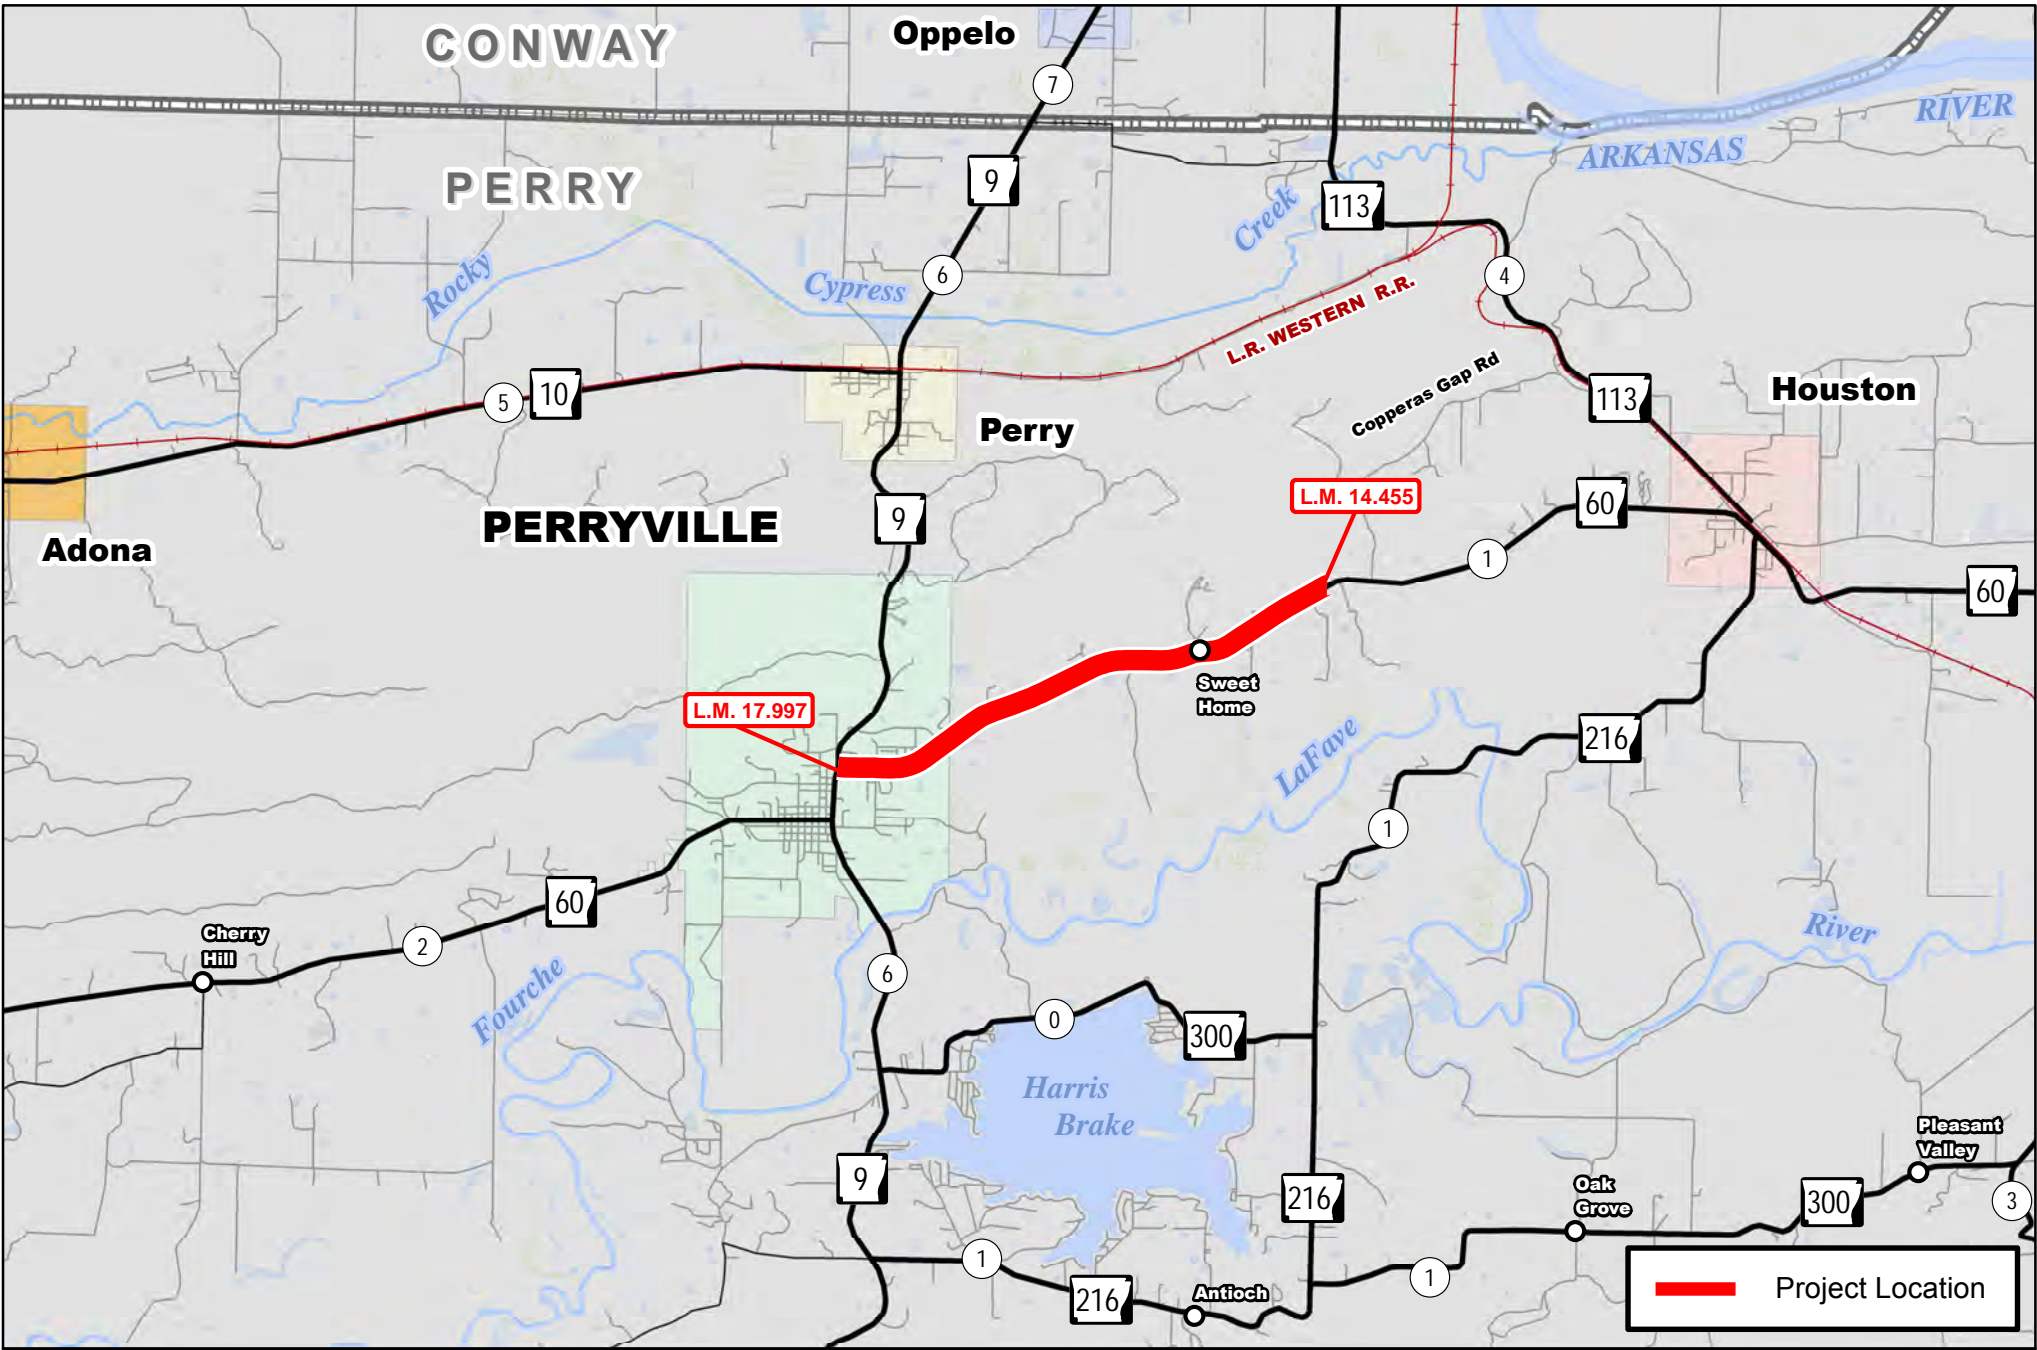 CONWAY
Oppelo
7
RIVER
ARKANSAS
PERRY
9
113
Creek
Rocky
Cypress
6
4
L.R. WESTERN R.R.
5
10
Copperas Gap Rd
113
Houston
Perry
L.M. 14.455
60
9
PERRYVILLE
Adona
1
60
Sweet
Home
L.M. 17.997
216
LaFave
1
60
Cherry
Hill
2
River
6
Fourche
0
300
Harris
Brake
Pleasant
Valley
9
216
Oak
Grove
300
3
1
1
216
Antioch
Project Location